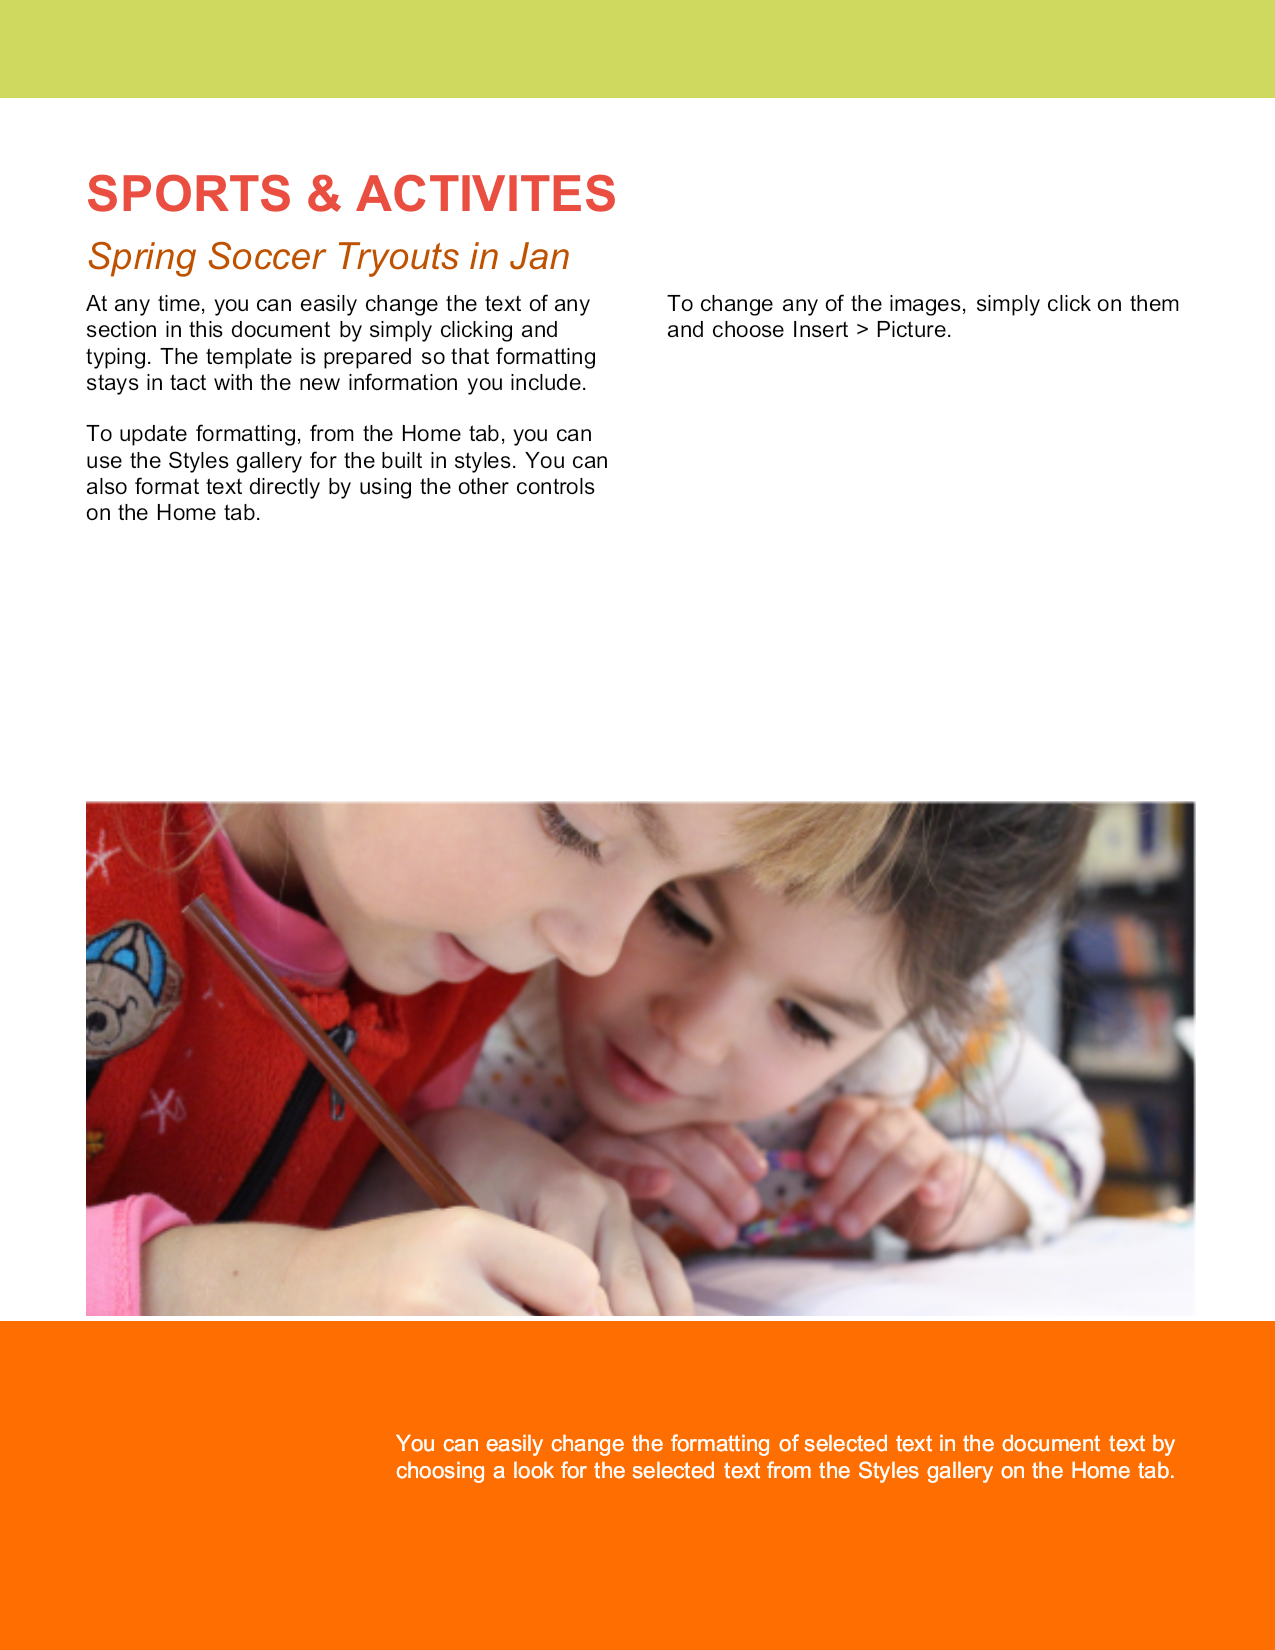 SPORTS & ACTIVITES
Spring Soccer Tryouts in Jan
At any time, you can easily change the text of any
section in this document by simply clicking and
typing. The template is prepared so that formatting
stays in tact with the new information you include.
To update formatting, from the Home tab, you can
use the Styles gallery for the built in styles. You can
also format text directly by using the other controls
on the Home tab.
To change any of the images, simply click on them
and choose Insert > Picture.
You can easily change the formatting of selected text in the document text by
choosing a look for the selected text from the Styles gallery on the Home tab.